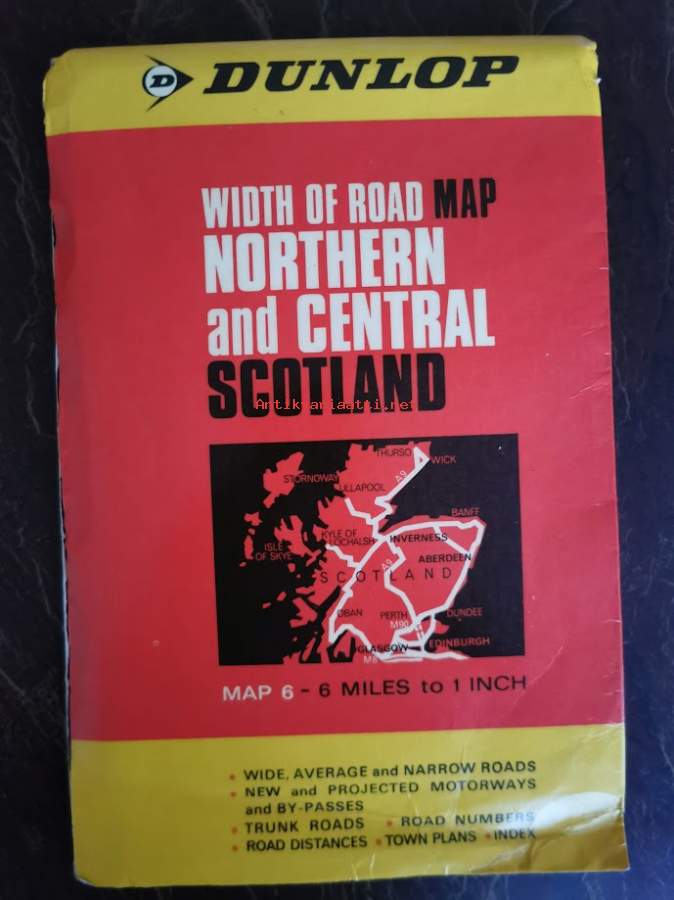 D DUNLOP
WIDTH OF ROAD MAP
NORTHERN
and CENTRAL
SCOTLAND
Antikvariaatti.net
THURSO
WICK
STORNOWAY
A9
ULLAPOOL
BANFF
KYLE OF
LOCHALSH
INVERNESS
ISLE
OF SKYE
ABERDEEN
A9
SCOTLAND
OBAN
PERTH
DUNDEE
M90
GLASGOW
EDINBURGH
M8
MAP 6 - 6 MILES to 1 INCH
• WIDE, AVERAGE and NARROW ROADS
• NEW and PROJECTED MOTORWAYS
and BY-PASSES
• TRUNK ROADS • ROAD NUMBERS
• ROAD DISTANCES • TOWN PLANS • INDEX